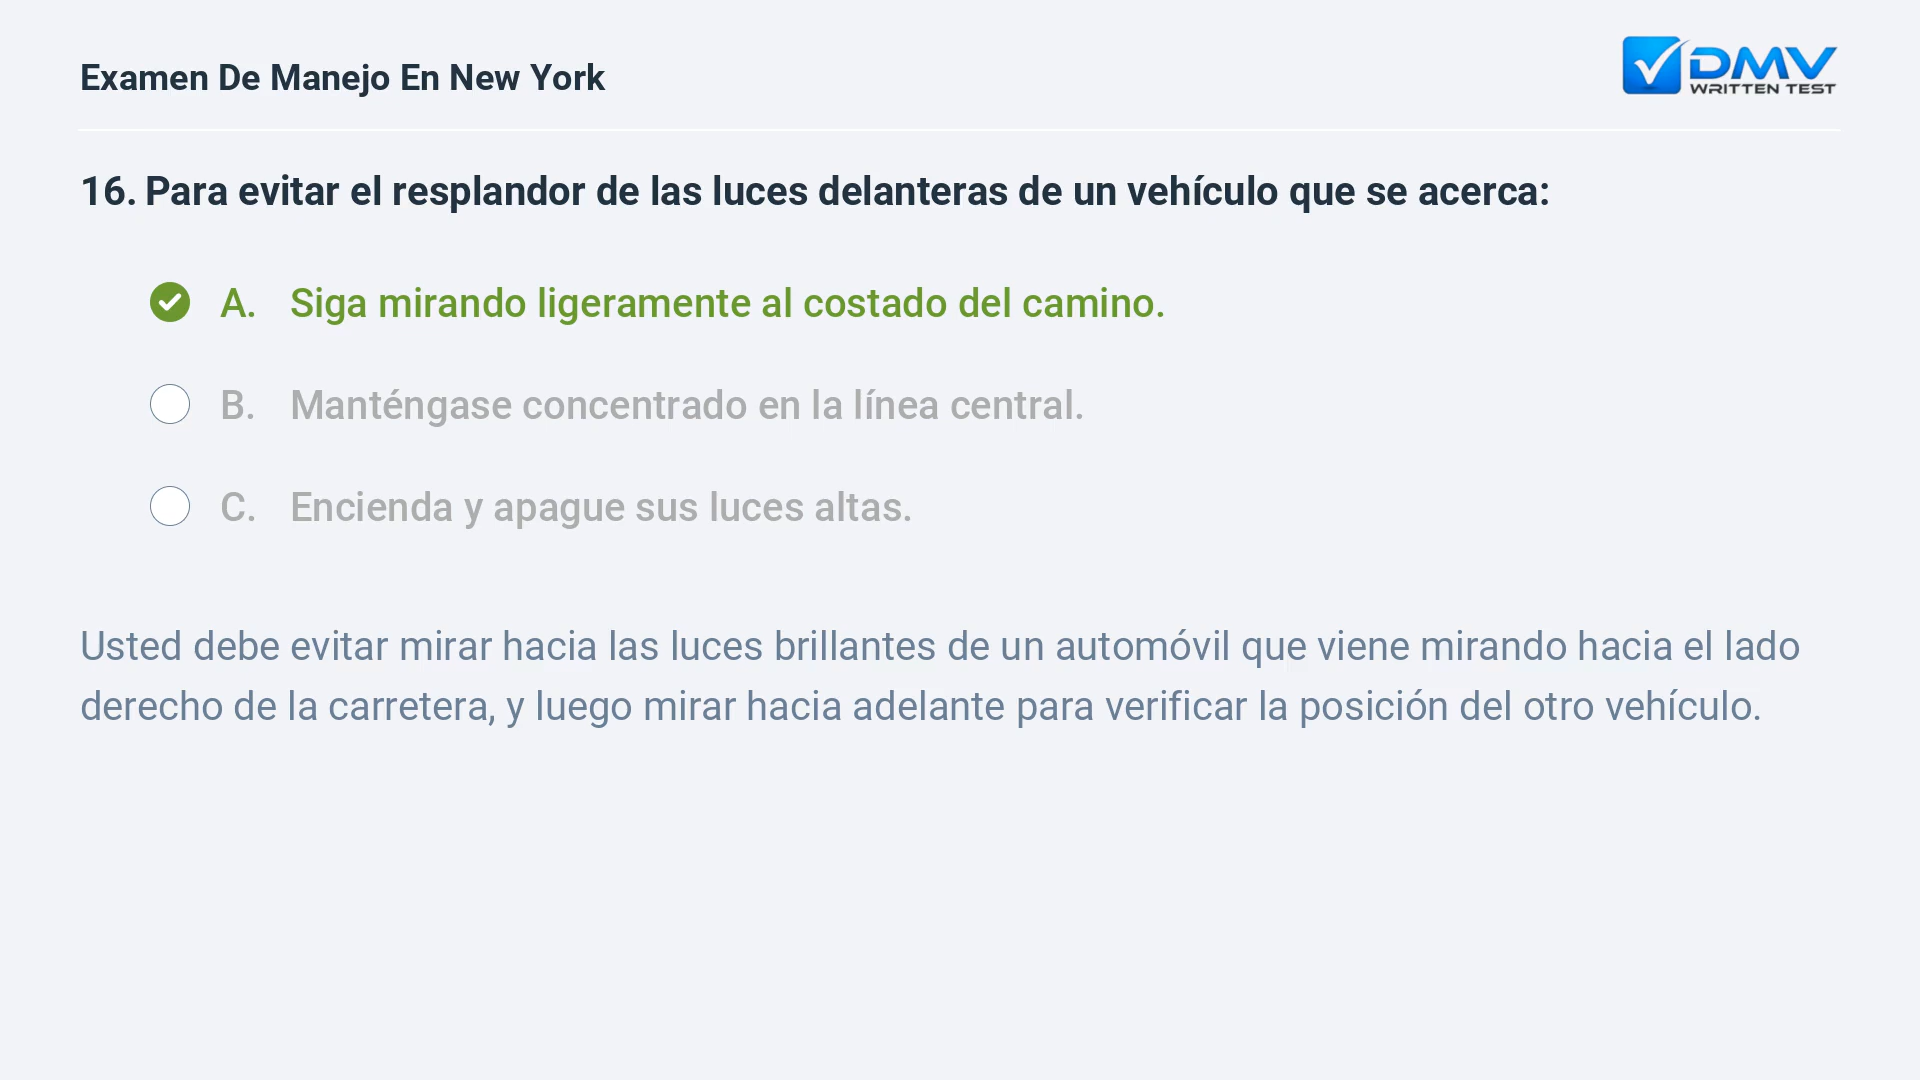 Examen De Manejo En New York
DMV
WRITTEN TEST
16. Para evitar el resplandor de las luces delanteras de un vehículo que se acerca:
A. Siga mirando ligeramente al costado del camino.
B. Manténgase concentrado en la línea central.
C. Encienda y apague sus luces altas.
Usted debe evitar mirar hacia las luces brillantes de un automóvil que viene mirando hacia el lado
derecho de la carretera, y luego mirar hacia adelante para verificar la posición del otro vehículo.